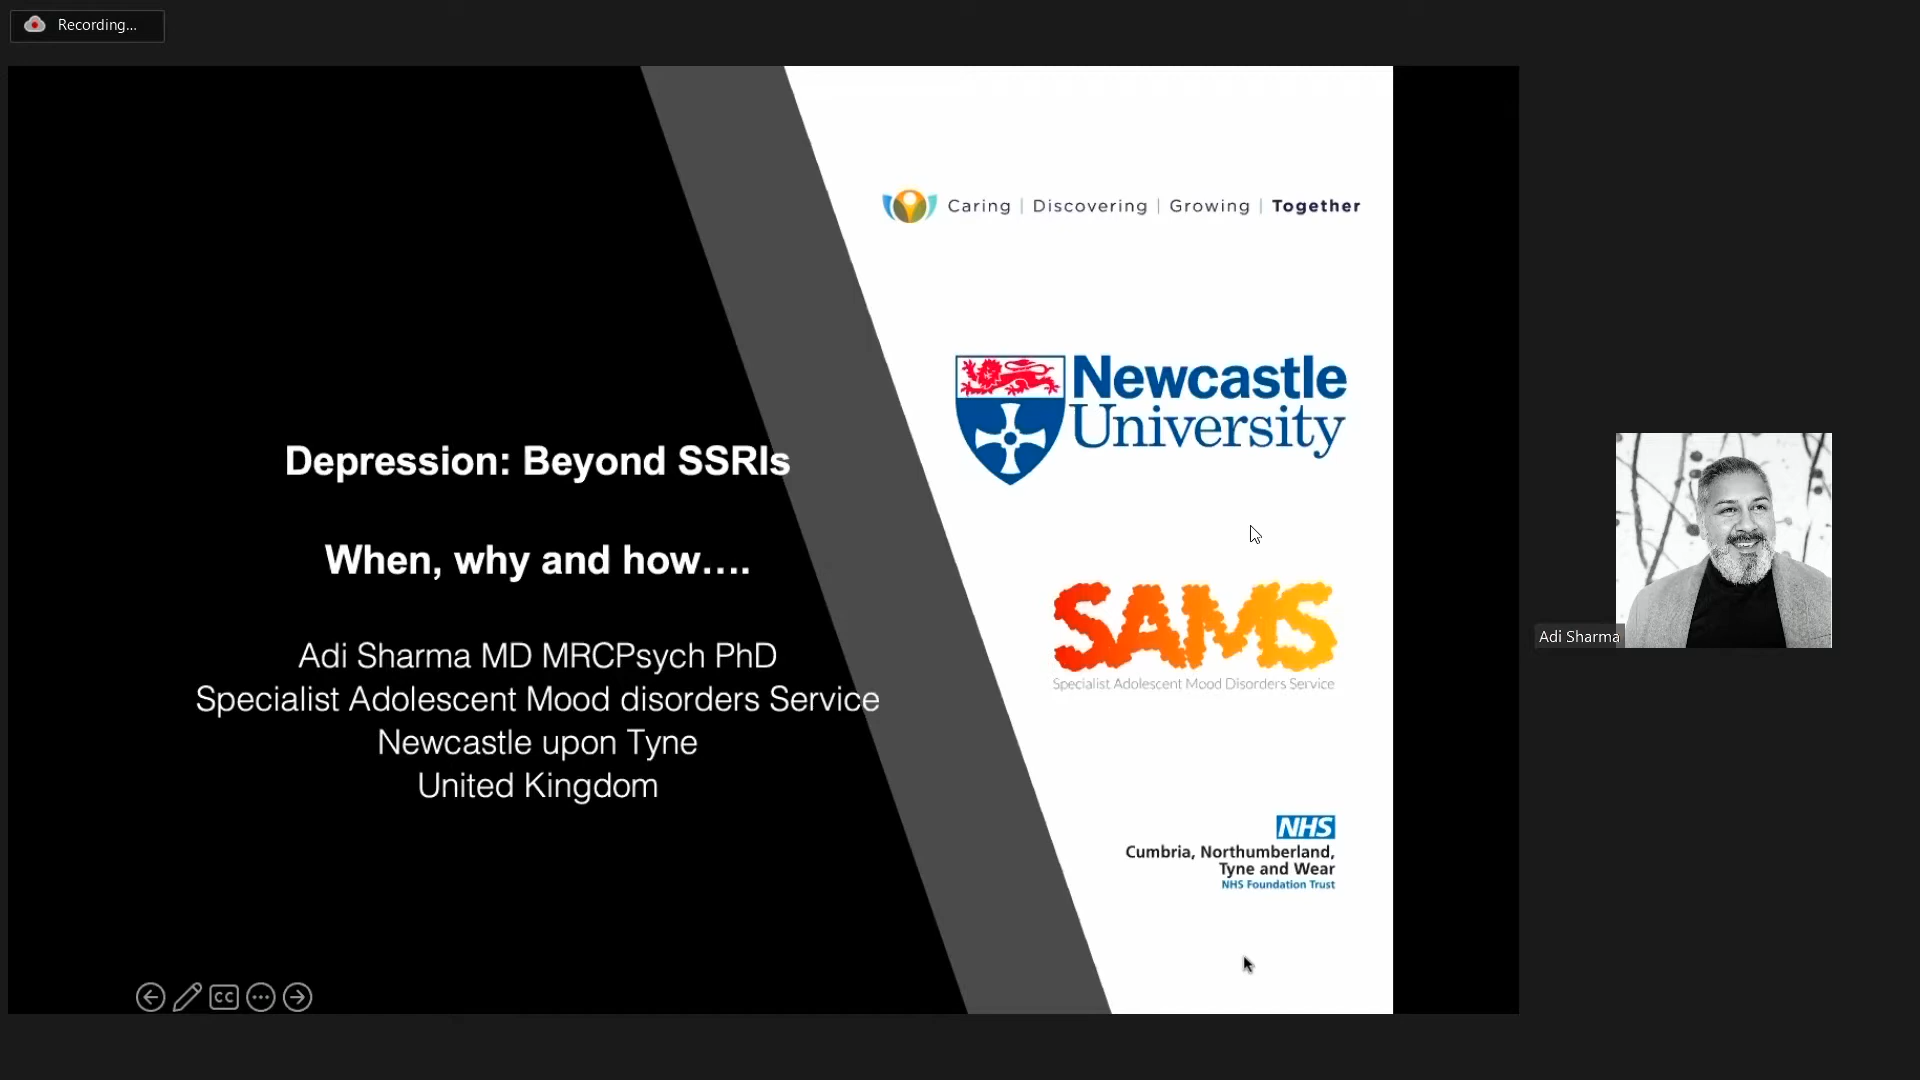 Recording...
Depression: Beyond SSRIs
When, why and how....
Adi Sharma MD MRCPsych PhD
Specialist Adolescent Mood disorders Service
Newcastle upon Tyne
United Kingdom
Caring | Discovering | Growing | Together
Newcastle
University
SAMS
Specialist Adolescent Mood Disorders Service
NHS
Cumbria, Northumberland,
Tyne and Wear
NHS Foundation Trust
CC
Adi Sharma